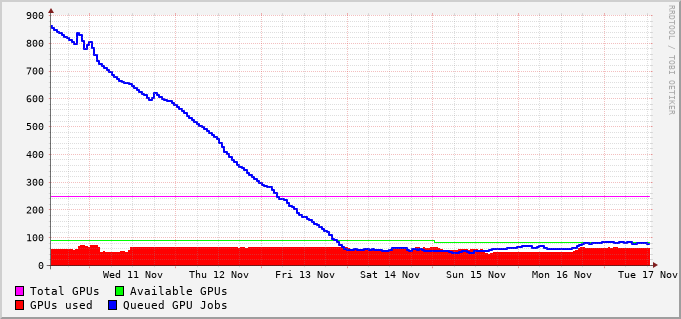 900
800
700
600
500
400
300
200
100
0
Wed 11 Nov Thu 12 Nov Fri 13 Nov Sat 14 Nov Sun 15 Nov Mon 16 Nov Tue 17 Nov
Total GPUs Available GPUs
GPUs used Queued GPU Jobs
RRDTOOL / TOBI OETIKER